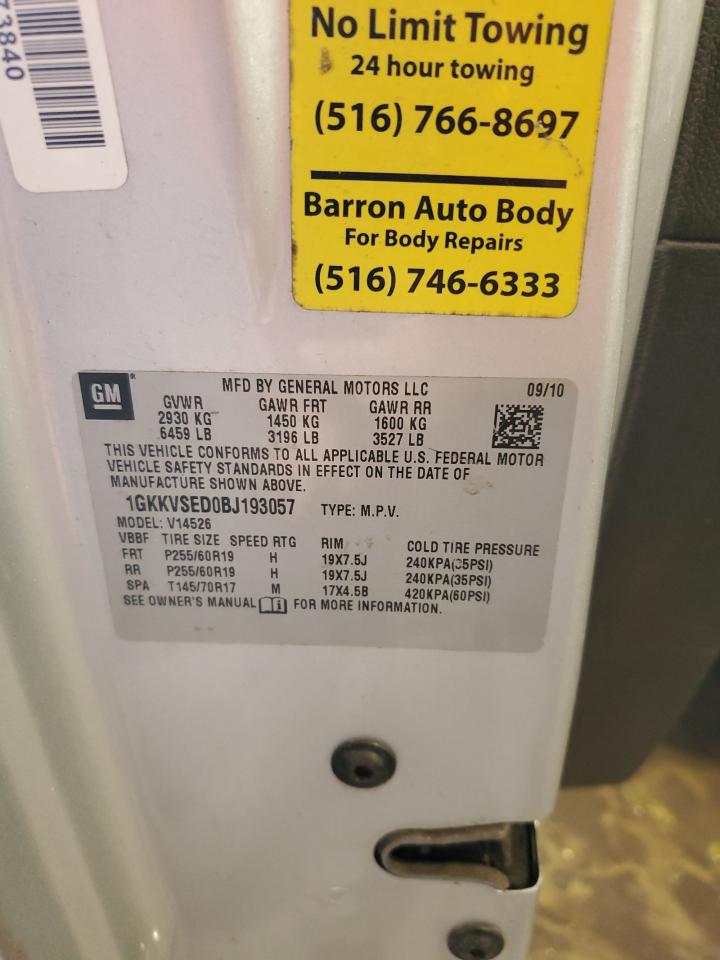 73840
No Limit Towing
24 hour towing
(516) 766-8697
Barron Auto Body
For Body Repairs
(516) 746-6333
GM
MFD BY GENERAL MOTORS LLC 09/10
GVWR GAWR FRT GAWR RR
2930 KG 1450 KG 1600 KG
6459 LB 3196 LB 3527 LB
THIS VEHICLE CONFORMS TO ALL APPLICABLE U.S. FEDERAL MOTOR
VEHICLE SAFETY STANDARDS IN EFFECT ON THE DATE OF
MANUFACTURE SHOWN ABOVE.
1GKKVSED0BJ193057 TYPE: M.P.V.
MODEL: V14526
VBBF TIRE SIZE SPEED RTG RIM COLD TIRE PRESSURE
FRT P255/60R19 H 19X7.5J 240KPA(35PSI)
RR P255/60R19 H 19X7.5J 240KPA(35PSI)
SPA T145/70R17 M 17X4.5B 420KPA(60PSI)
SEE OWNER'S MANUAL FOR MORE INFORMATION.